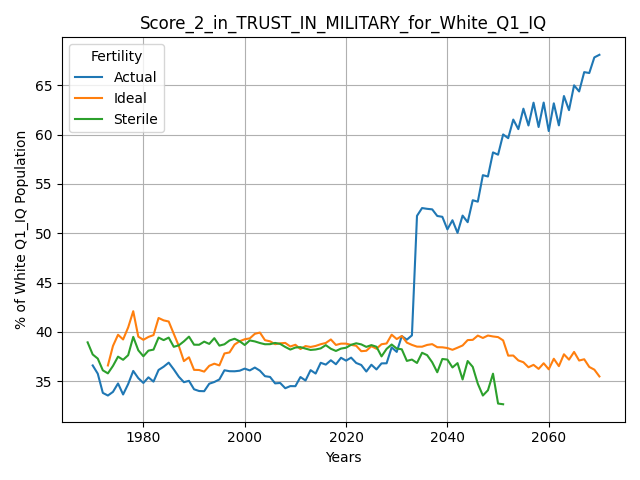 Score_2_in_TRUST_IN_MILITARY_for_White_Q1_IQ
Fertility
Actual
Ideal
Sterile
% of White Q1_IQ Population
65
60
55
50
45
40
35
1980
2000
2020
2040
2060
Years